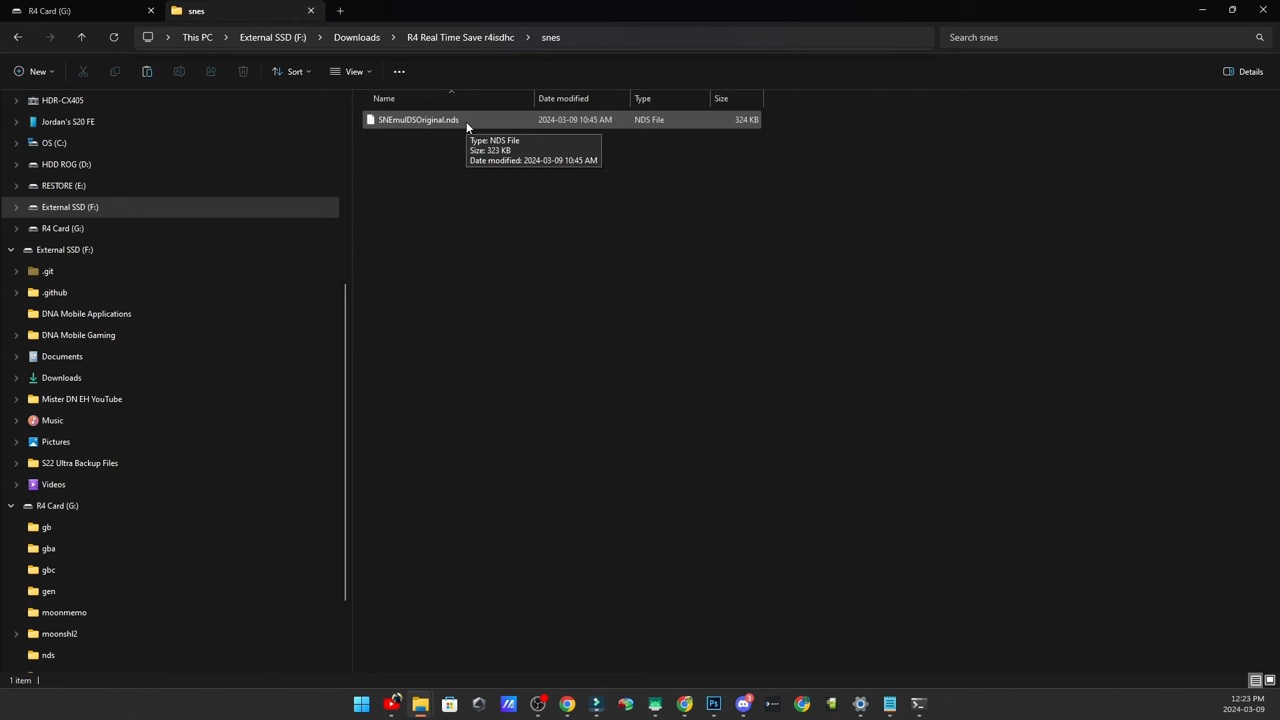 R4 Card (G:)
snes
This PC
External SSD (F:)
Downloads
R4 Real Time Save r4isdhc
snes
Search snes
New
Sort
View
Details
Name
Date modified
Type
Size
SNEmulDSOriginal.nds
2024-03-09 10:45 AM
NDS File
324 KB
Type: NDS File
Size: 323 KB
Date modified: 2024-03-09 10:45 AM
HDR-CX405
Jordan's S20 FE
OS (C:)
HDD ROG (D:)
RESTORE (E:)
External SSD (F:)
R4 Card (G:)
External SSD (F:)
.git
.github
DNA Mobile Applications
DNA Mobile Gaming
Documents
Downloads
Mister DN EH YouTube
Music
Pictures
S22 Ultra Backup Files
Videos
R4 Card (G:)
gb
gba
gbc
gen
moonmemo
moonshl2
nds
1 item
12:23 PM
2024-03-09